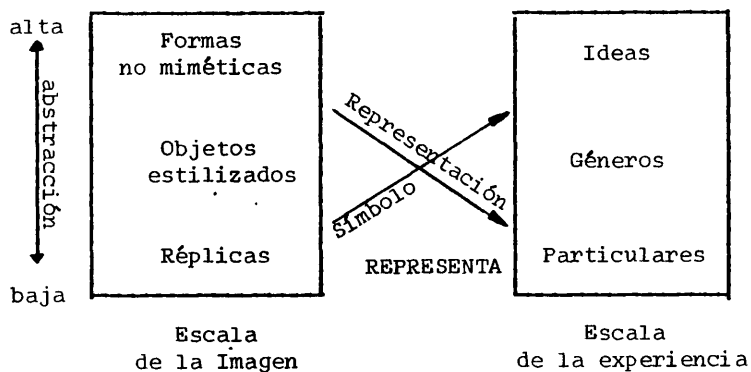 alta
abstracción
baja
Formas
no miméticas
Objetos
estilizados
Réplicas
Escala
de la Imagen
Representación
Símbolo
REPRESENTA
Ideas
Géneros
Particulares
Escala
de la experiencia